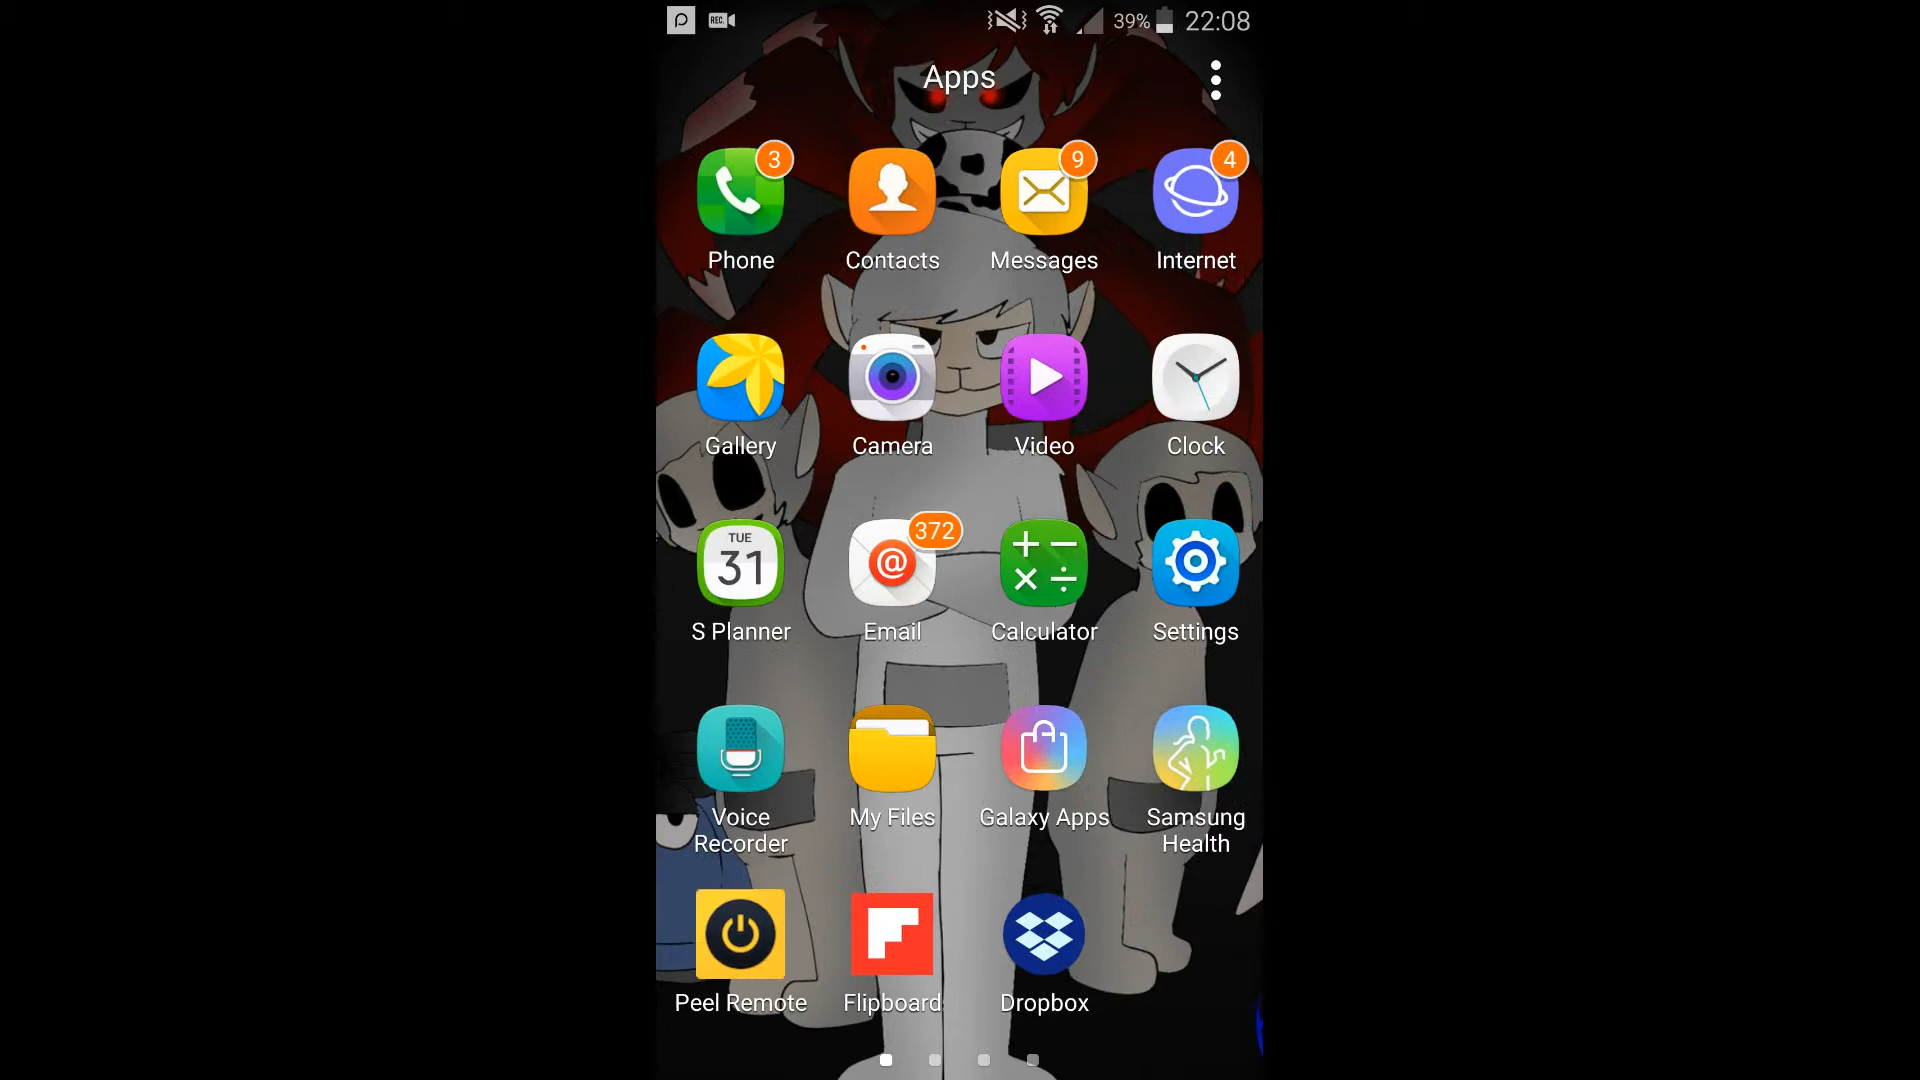 REC 39% 22:08
Apps
3 9 4
Phone Contacts Messages Internet
Gallery Camera Video Clock
TUE 372
31 @
S Planner Email Calculator Settings
Voice My Files Galaxy Apps Samsung
Recorder Health
Peel Remote Flipboard Dropbox